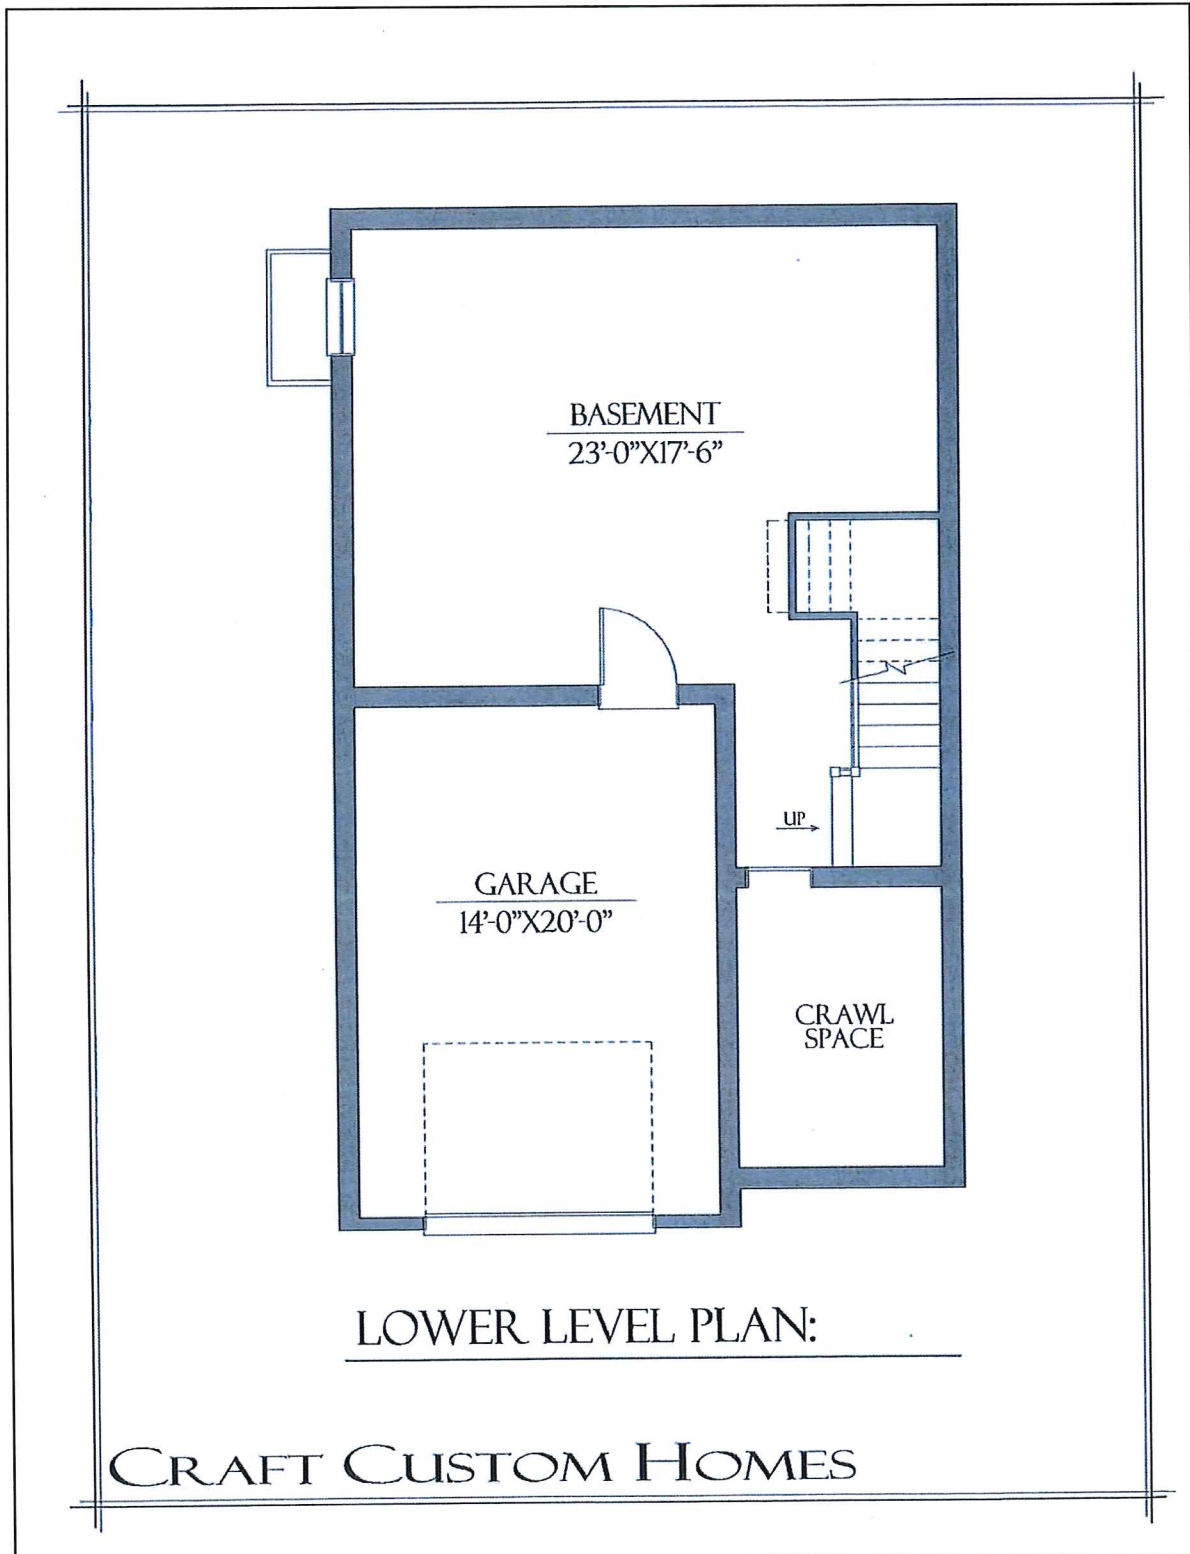 BASEMENT
23'-0"X17'-6"
UP
GARAGE
14'-0"X20'-0"
CRAWL
SPACE
LOWER LEVEL PLAN:
CRAFT CUSTOM HOMES